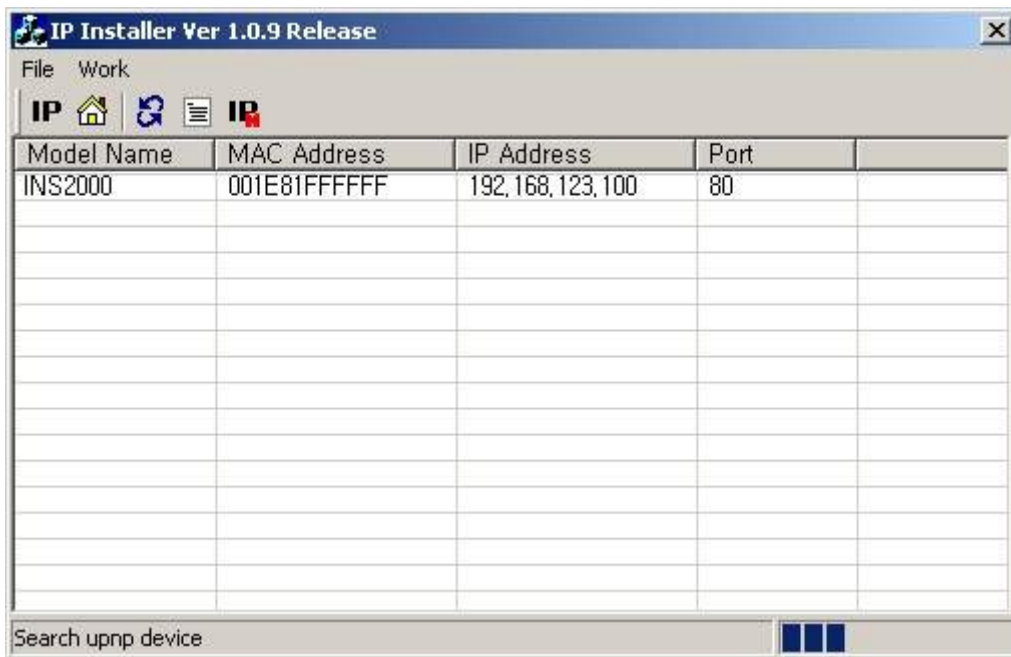 IP Installer Ver 1.0.9 Release
File Work
IP IP M
Model Name MAC Address IP Address Port
INS2000 001E81FFFFFF 192,168,123,100 80
Search upnp device